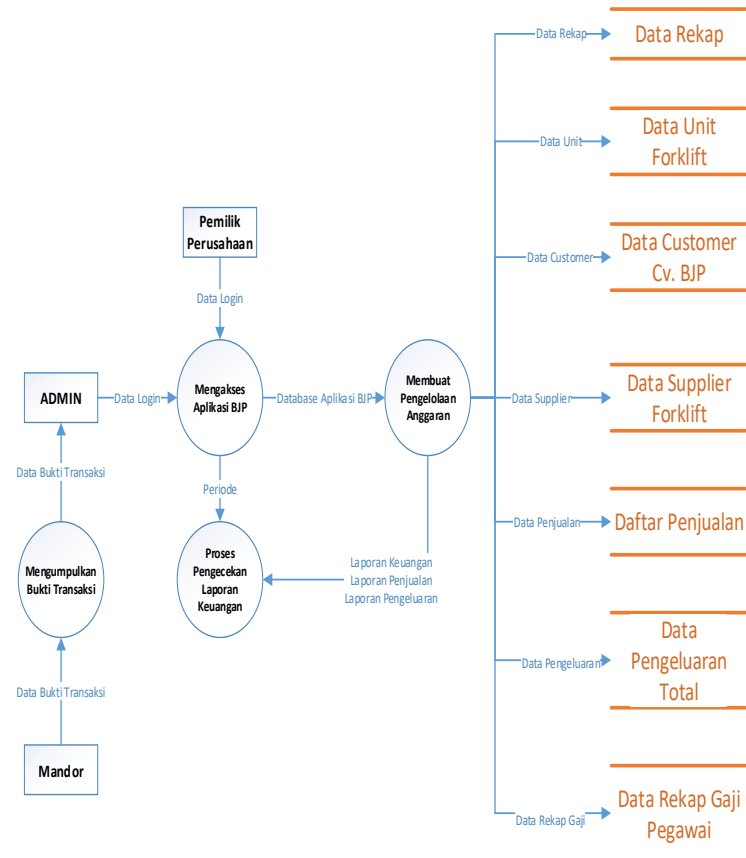 Data Rekap
Data Rekap
Data Unit
Data Unit
Forklift
Pemilik
Perusahaan
Data Customer
Data Customer
Cv. BJP
Data Login
ADMIN
Data Login
Mengakses
Aplikasi BJP
Database Aplikasi BJP
Membuat
Pengelolaan
Anggaran
Data Supplier
Data Supplier
Forklift
Data Bukti Transaksi
Periode
Data Penjualan
Daftar Penjualan
Mengumpulkan
Bukti Transaksi
Proses
Pengecekan
Laporan
Keuangan
Laporan Keuangan
Laporan Penjualan
Laporan Pengeluaran
Data Pengeluaran
Data
Pengeluaran
Total
Data Bukti Transaksi
Mandor
Data Rekap Gaji
Data Rekap Gaji
Pegawai